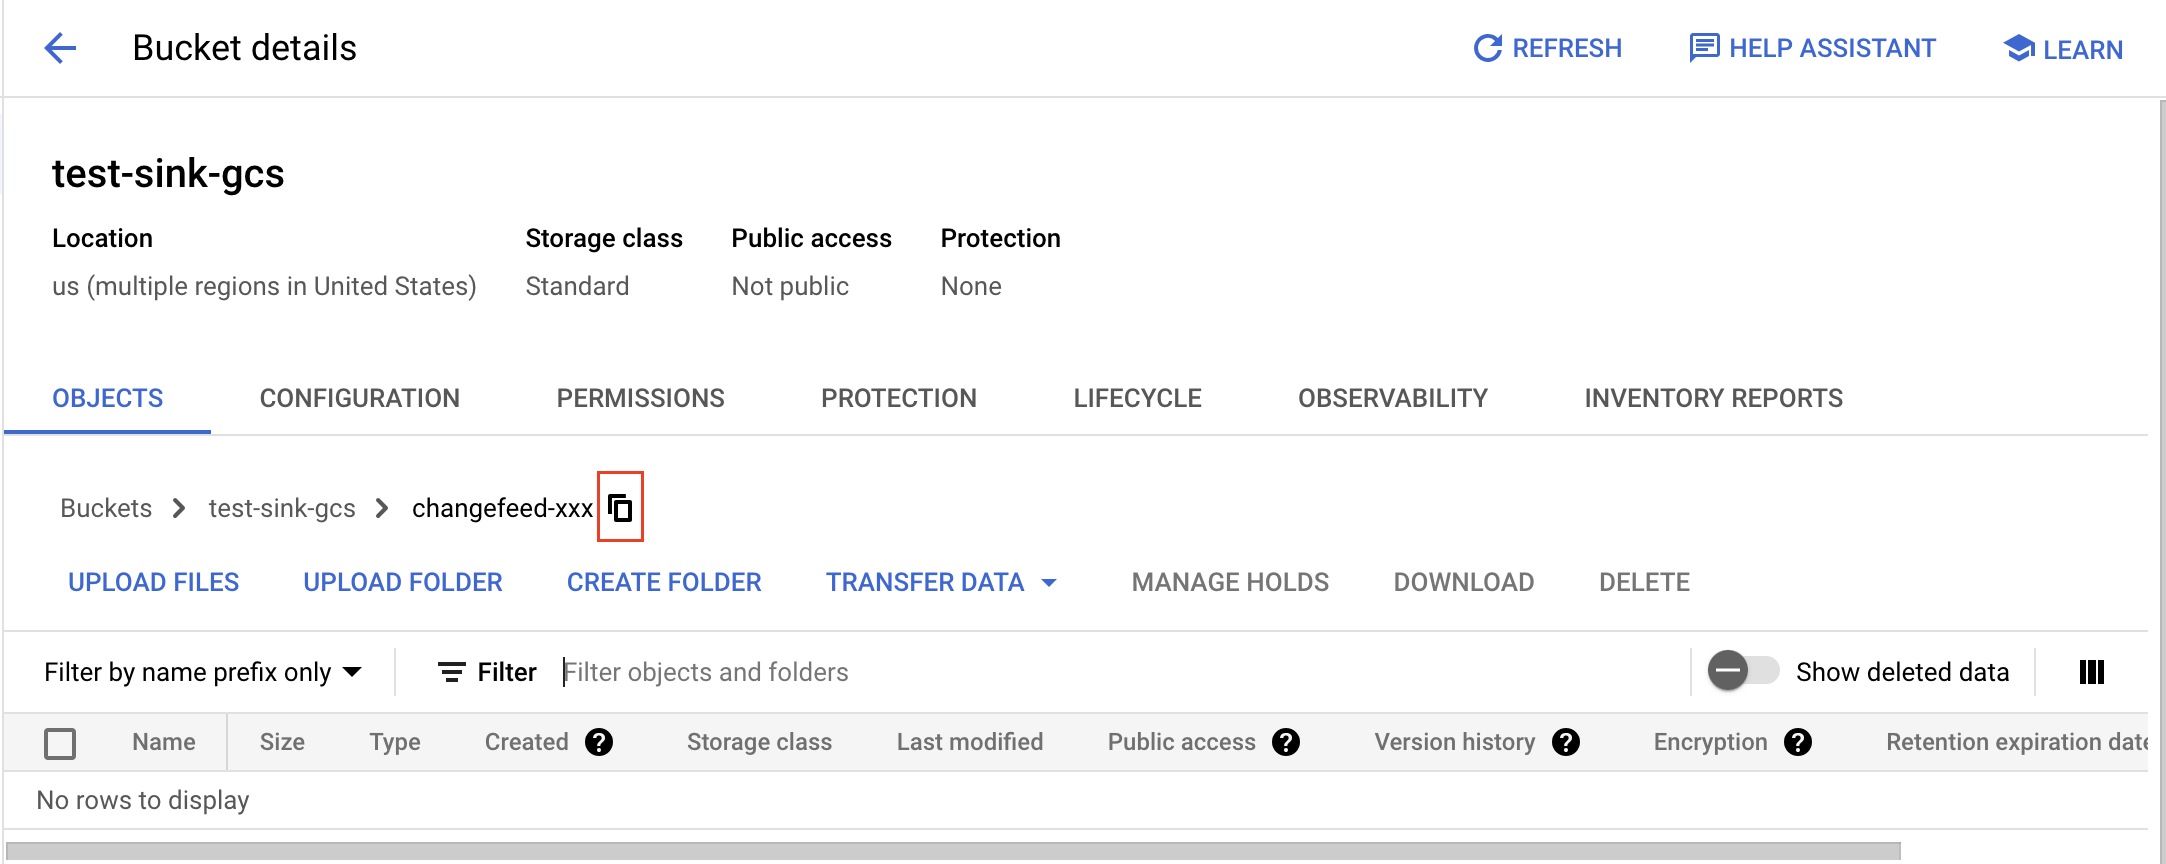 Bucket details REFRESH HELP ASSISTANT LEARN
test-sink-gcs
Location Storage class Public access Protection
us (multiple regions in United States) Standard Not public None
OBJECTS CONFIGURATION PERMISSIONS PROTECTION LIFECYCLE OBSERVABILITY INVENTORY REPORTS
Buckets > test-sink-gcs > changefeed-xxx
UPLOAD FILES UPLOAD FOLDER CREATE FOLDER TRANSFER DATA MANAGE HOLDS DOWNLOAD DELETE
Filter by name prefix only Filter Filter objects and folders Show deleted data
Name Size Type Created ? Storage class Last modified Public access ? Version history ? Encryption ? Retention expiration date
No rows to display